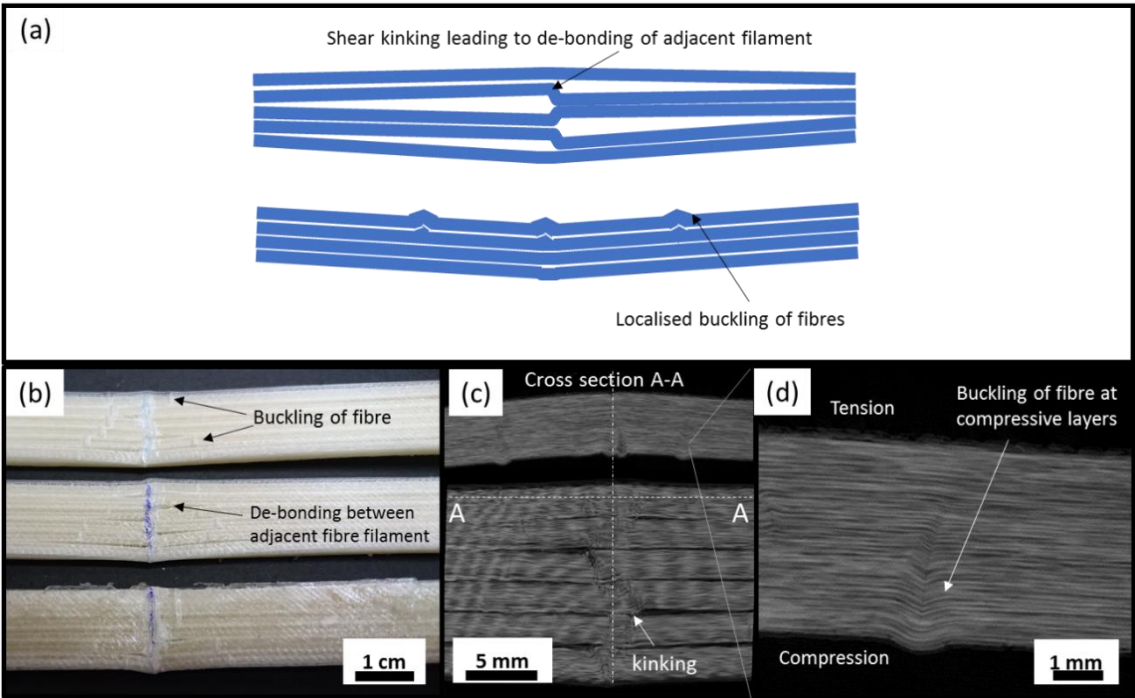 (a)
Shear kinking leading to de-bonding of adjacent filament
Localised buckling of fibres
(b)
Buckling of fibre
De-bonding between
adjacent fibre filament
1 cm
(c)
Cross section A-A
A
A
kinking
5 mm
(d)
Tension
Buckling of fibre at
compressive layers
Compression
1 mm